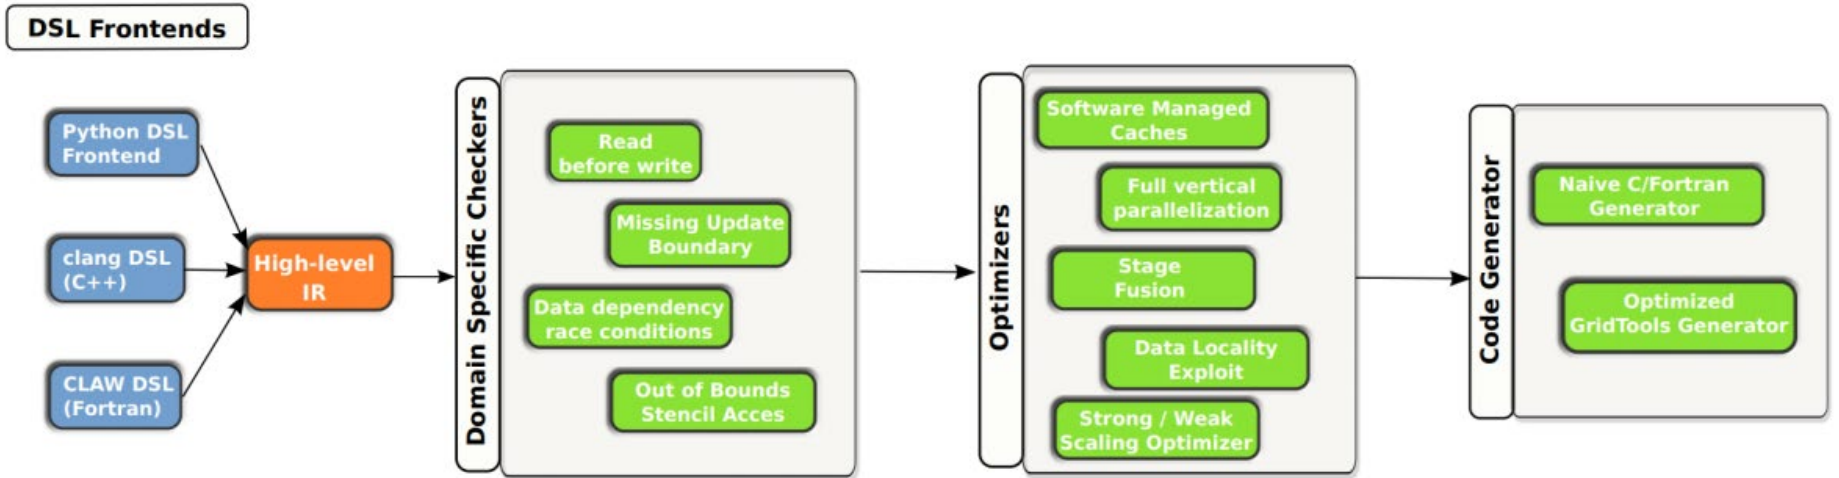 DSL Frontends
Python DSL
Frontend
clang DSL
(C++)
CLAW DSL
(Fortran)
High-level
IR
Domain Specific Checkers
Read
before write
Missing Update
Boundary
Data dependency
race conditions
Out of Bounds
Stencil Acces
Optimizers
Software Managed
Caches
Full vertical
parallelization
Stage
Fusion
Data Locality
Exploit
Strong / Weak
Scaling Optimizer
Code Generator
Naive C/Fortran
Generator
Optimized
GridTools Generator